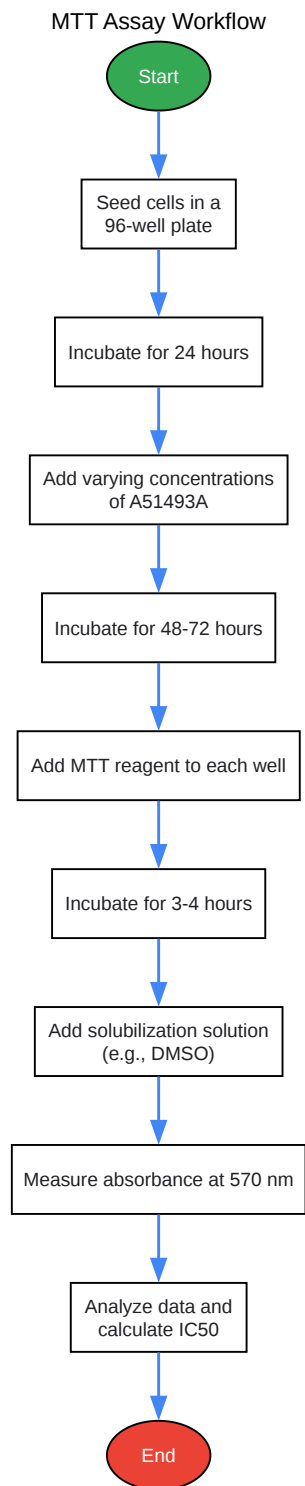 MTT Assay Workflow
Start
Seed cells in a
96-well plate
Incubate for 24 hours
Add varying concentrations
of A51493A
Incubate for 48-72 hours
Add MTT reagent to each well
Incubate for 3-4 hours
Add solubilization solution
(e.g., DMSO)
Measure absorbance at 570 nm
Analyze data and
calculate IC50
End